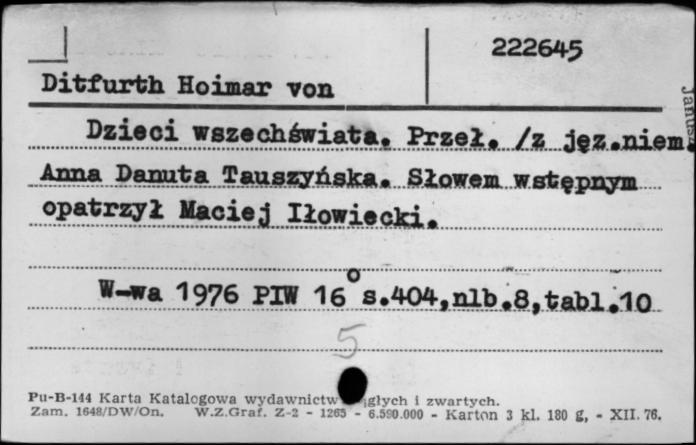 222645
Ditfurth Hoimar von
Dzieci wszechświata. Przeł. /z jęz.niem.
Anna Danuta Tauszyńska. Słowem wstępnym
opatrzył Maciej Iłowiecki.
W-wa 1976 PIW 16° s.404,nlb.8,tabl.10
5
Pu-B-144 Karta Katalogowa wydawnictw i zwartych.
Zam. 1648/DW/On. W.Z.Graf. Z-2 - 1265 - 6.590.000 - Karton 3 kl. 180 g, - XII. 76.